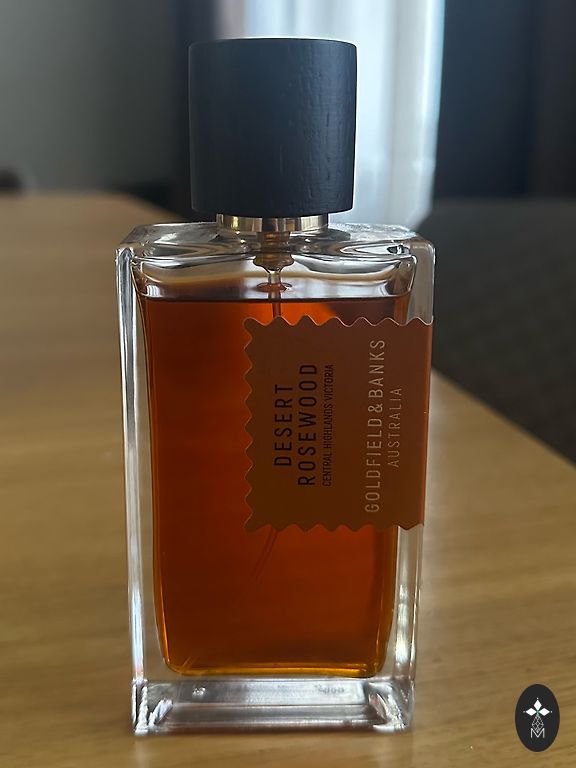 DESERT
ROSEWOOD
CENTRAL HIGHLANDS VICTORIA
GOLDFIELD & BANKS
AUSTRALIA
M